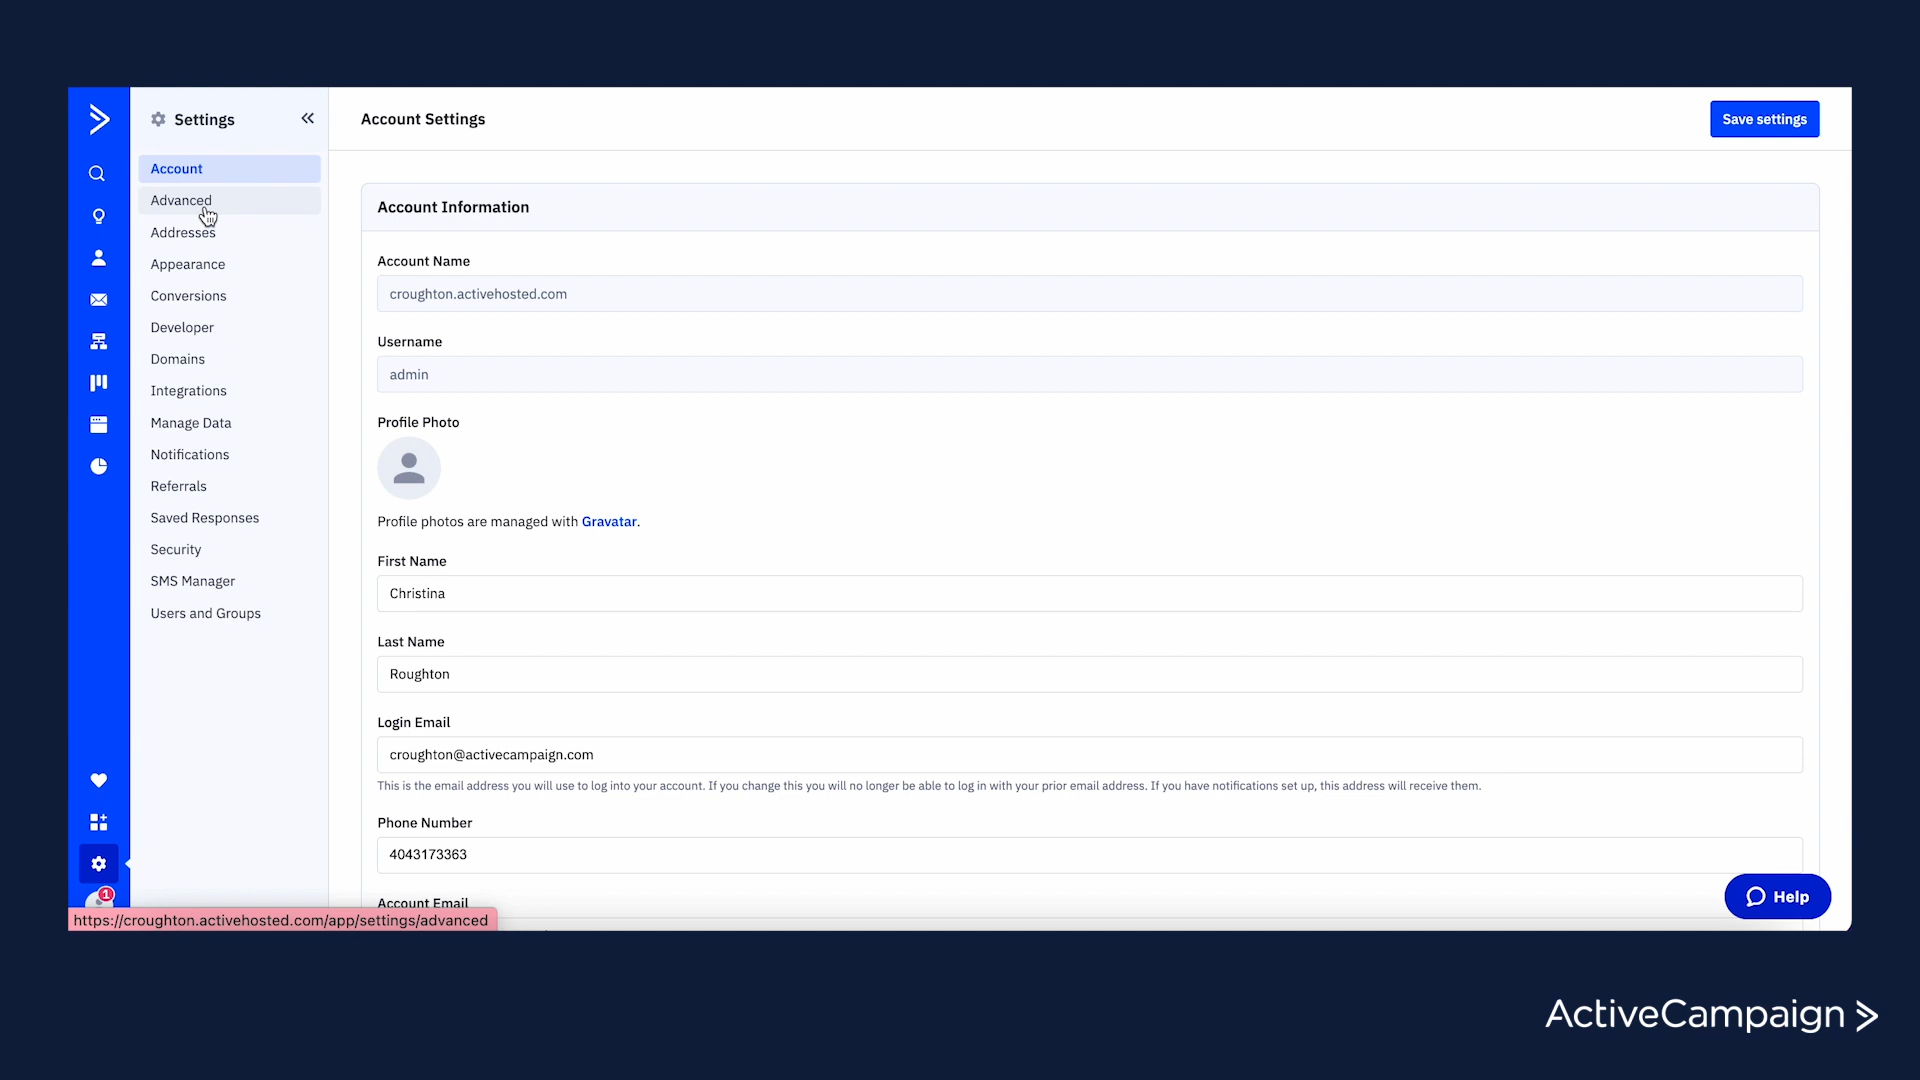 Settings
Account
Advanced
Addresses
Appearance
Conversions
Developer
Domains
Integrations
Manage Data
Notifications
Referrals
Saved Responses
Security
SMS Manager
Users and Groups
1
https://croughton.activehosted.com/app/settings/advanced
Account Settings
Save settings
Account Information
Account Name
croughton.activehosted.com
Username
admin
Profile Photo
Profile photos are managed with Gravatar.
First Name
Christina
Last Name
Roughton
Login Email
croughton@activecampaign.com
This is the email address you will use to log into your account. If you change this you will no longer be able to log in with your prior email address. If you have notifications set up, this address will receive them.
Phone Number
4043173363
Account Email
Help
ActiveCampaign